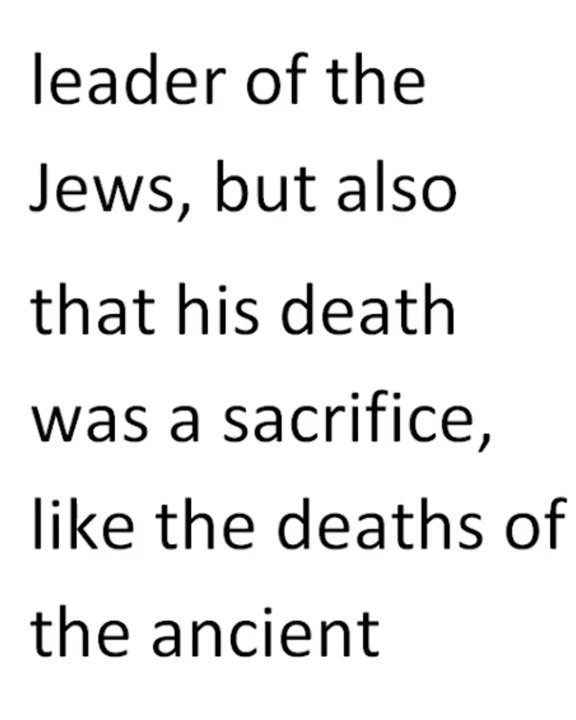 leader of the
Jews, but also
that his death
was a sacrifice,
like the deaths of
the ancient